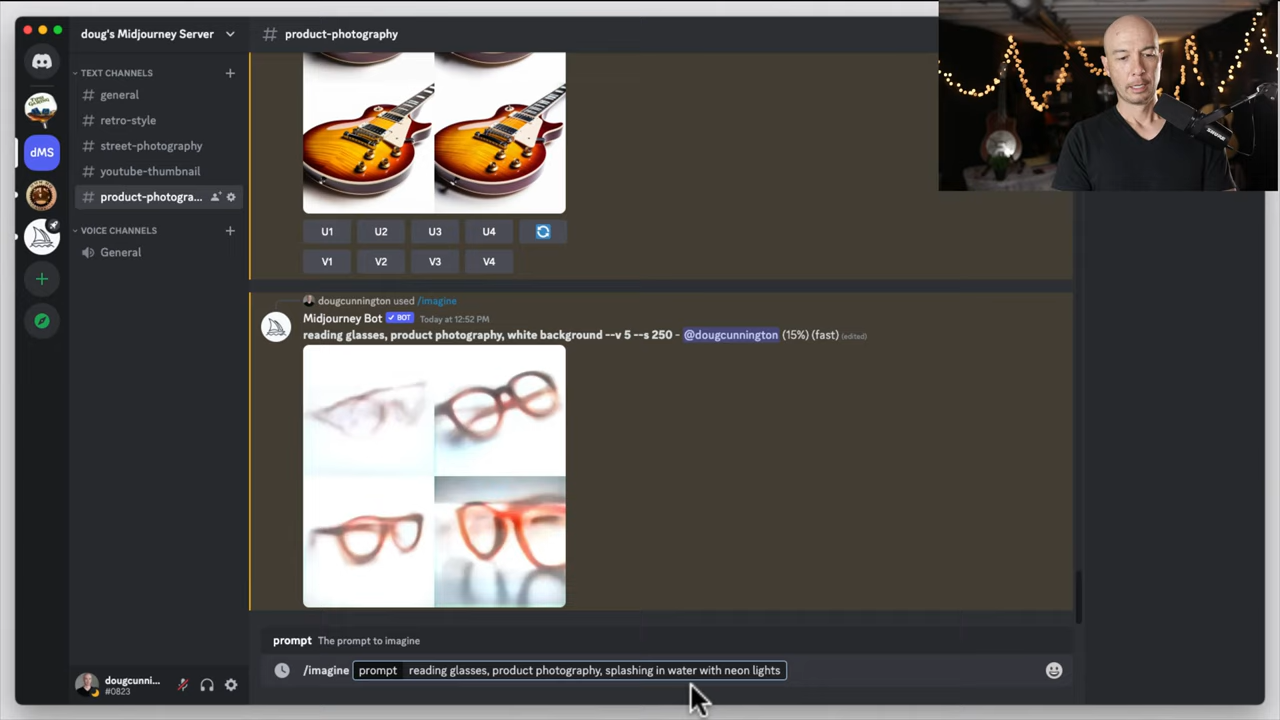 doug's Midjourney Server
TEXT CHANNELS
general
retro-style
street-photography
youtube-thumbnail
product-photogra...
VOICE CHANNELS
General
dMS
dougcunni...
#0823
# product-photography
U1 U2 U3 U4
V1 V2 V3 V4
dougcunnington used /imagine
Midjourney Bot ✓ BOT Today at 12:52 PM
reading glasses, product photography, white background --v 5 --s 250 - @dougcunnington (15%) (fast) (edited)
prompt The prompt to imagine
/imagine prompt reading glasses, product photography, splashing in water with neon lights
SHURE